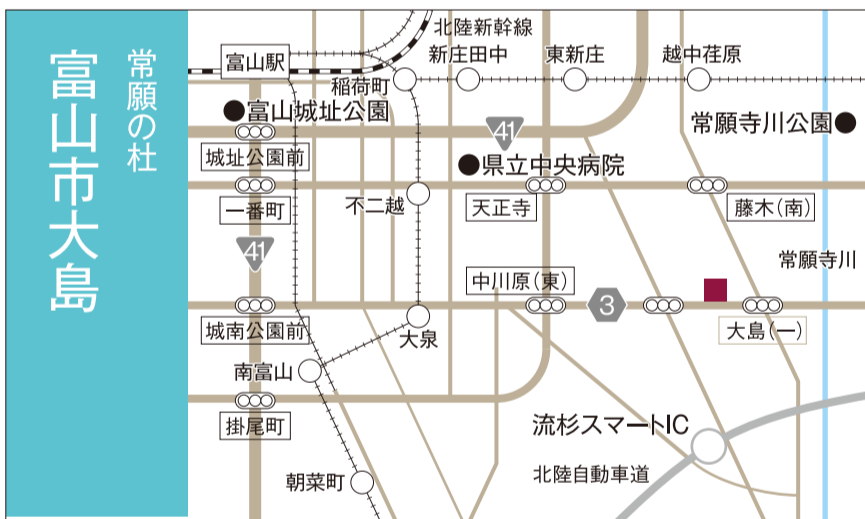 常願の杜
富山市大島
北陸新幹線
富山駅
稲荷町
新庄田中
東新庄
越中荏原
富山城址公園
41
常願寺川公園
城址公園前
県立中央病院
一番町
不二越
天正寺
藤木(南)
41
常願寺川
中川原(東)
3
城南公園前
大泉
大島(一)
南富山
掛尾町
流杉スマートIC
朝菜町
北陸自動車道